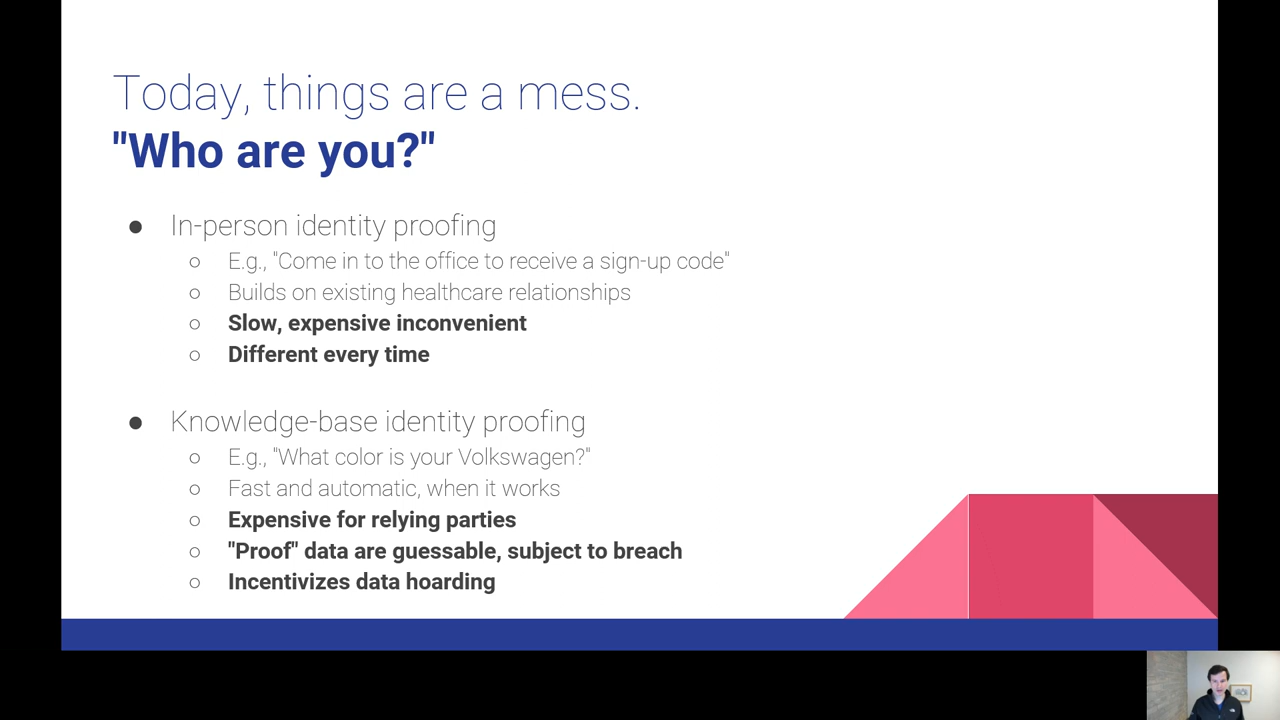 Today, things are a mess.
"Who are you?"
● In-person identity proofing
○ E.g., "Come in to the office to receive a sign-up code"
○ Builds on existing healthcare relationships
○ Slow, expensive inconvenient
○ Different every time
● Knowledge-base identity proofing
○ E.g., "What color is your Volkswagen?"
○ Fast and automatic, when it works
○ Expensive for relying parties
○ "Proof" data are guessable, subject to breach
○ Incentivizes data hoarding